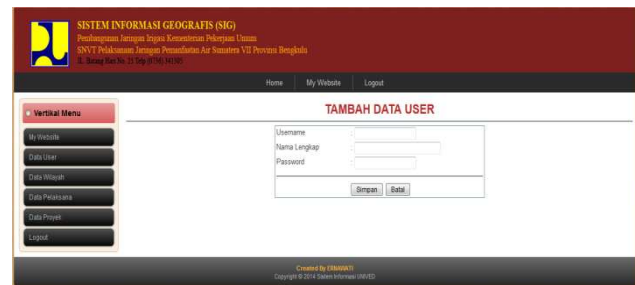 SISTEM INFORMASI GEOGRAFIS (SIG)
Pembangunan Jaringan Irigasi Kementerian Pekerjaan Umum
SNVT Pelaksanaan Jaringan Pemanfaatan Air Sumatera VII Provinsi Bengkulu
Home My Website Logout
Vertikal Menu
My Website
Data User
Data Wilayah
Data Pelaksana
Data Proyek
Logout
TAMBAH DATA USER
Username :
Nama Lengkap :
Password :
Simpan Batal
Created By ERNAWATI
Copyright © 2014 Sistem Informasi UNIVED